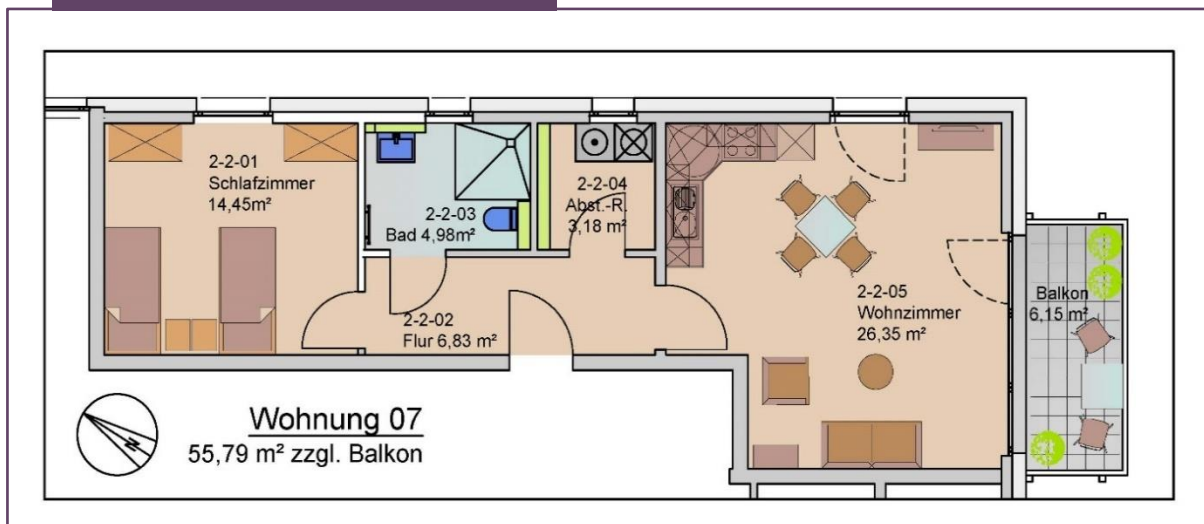 2-2-01
Schlafzimmer
14,45m²
2-2-03
Bad 4,98m²
2-2-04
Abst.-R.
3,18 m²
2-2-02
Flur 6,83 m²
2-2-05
Wohnzimmer
26,35 m²
Balkon
6,15 m²
N
Wohnung 07
55,79 m² zzgl. Balkon